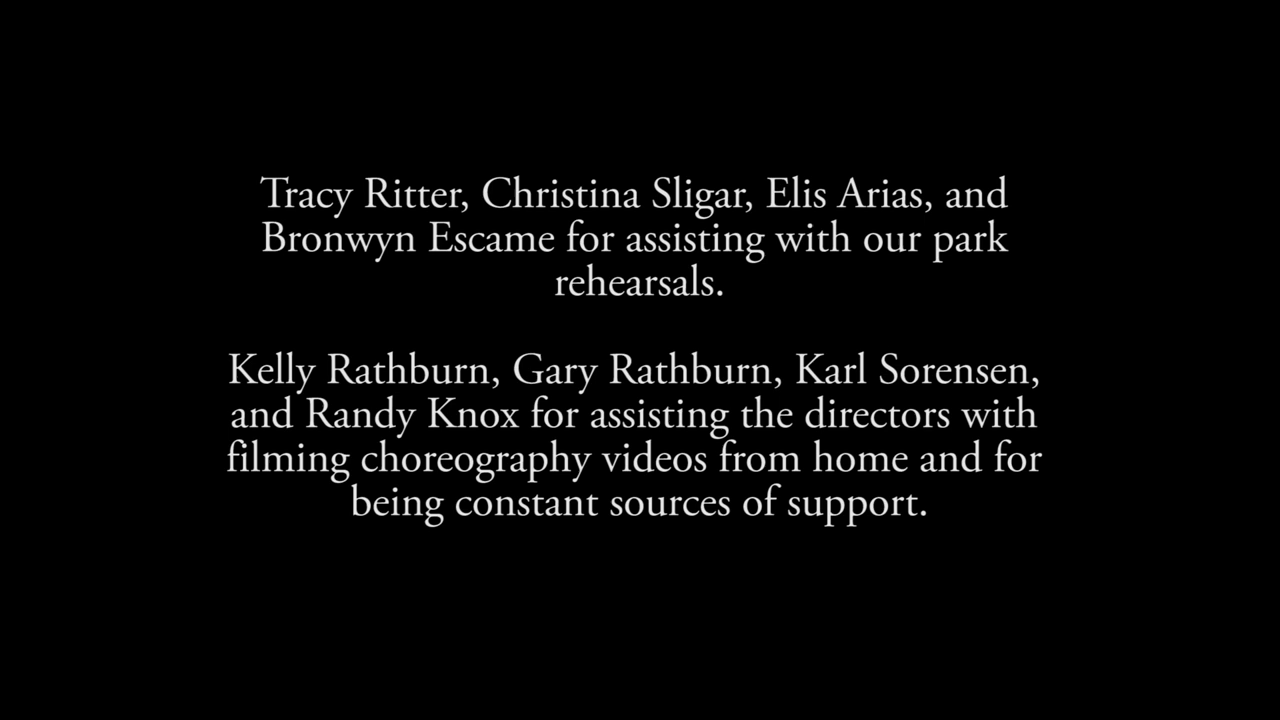 Tracy Ritter, Christina Sligar, Elis Arias, and
Bronwyn Escame for assisting with our park
rehearsals.
Kelly Rathburn, Gary Rathburn, Karl Sorensen,
and Randy Knox for assisting the directors with
filming choreography videos from home and for
being constant sources of support.